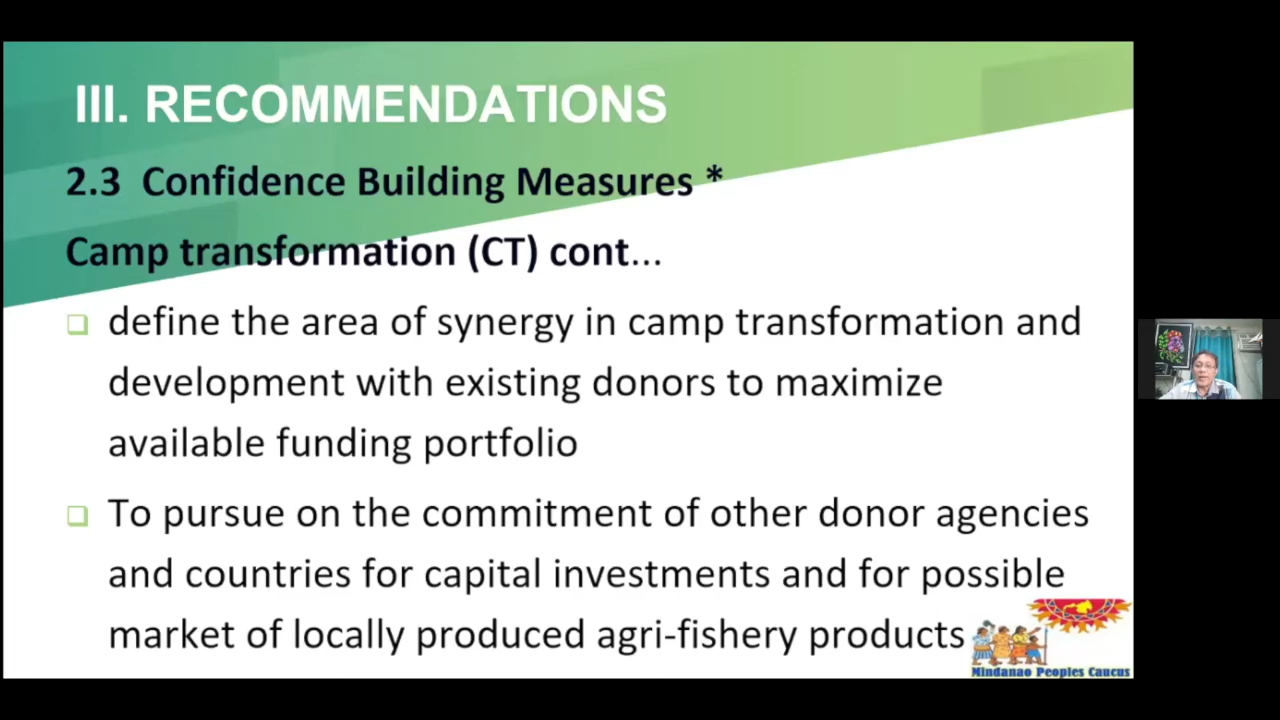 III. RECOMMENDATIONS
2.3 Confidence Building Measures *
Camp transformation (CT) cont...
define the area of synergy in camp transformation and
development with existing donors to maximize
available funding portfolio
To pursue on the commitment of other donor agencies
and countries for capital investments and for possible
market of locally produced agri-fishery products
Mindanao Peoples Caucus